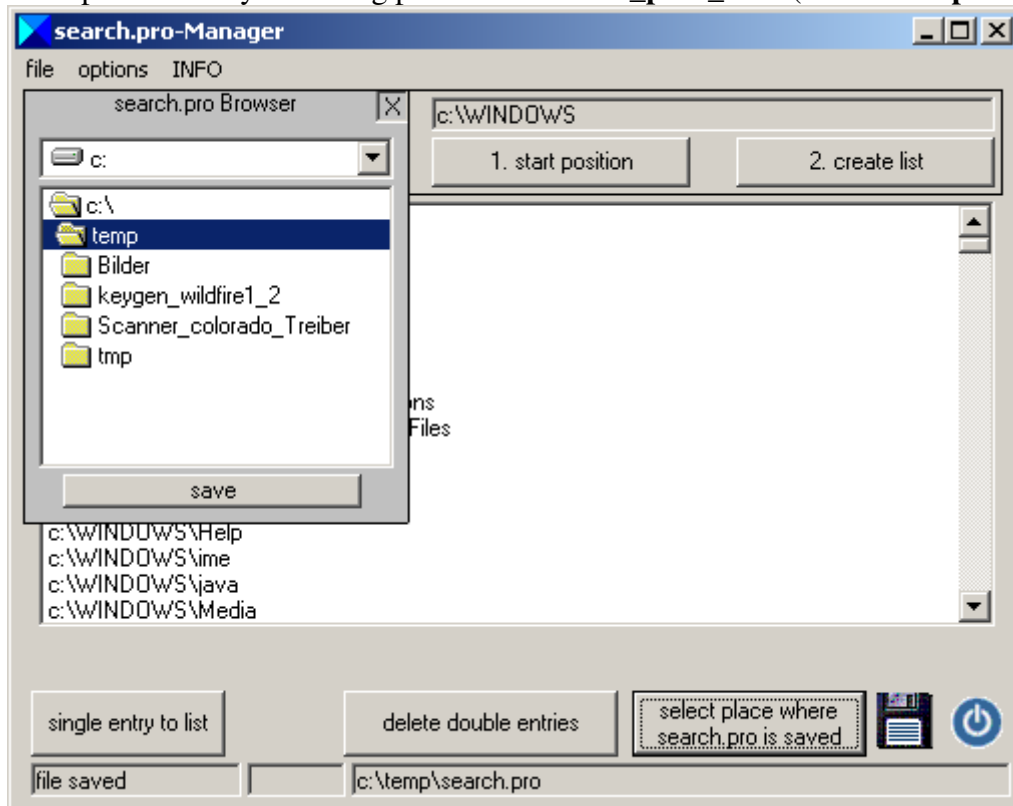 search.pro-Manager
file options INFO
search.pro Browser
c:\WINDOWS
c:
1. start position
2. create list
c:\
temp
Bilder
keygen_wildfire1_2
Scanner_colorado_Treiber
tmp
ons
Files
save
c:\WINDOWS\Help
c:\WINDOWS\ime
c:\WINDOWS\java
c:\WINDOWS\Media
single entry to list
delete double entries
select place where
search.pro is saved
file saved
c:\temp\search.pro